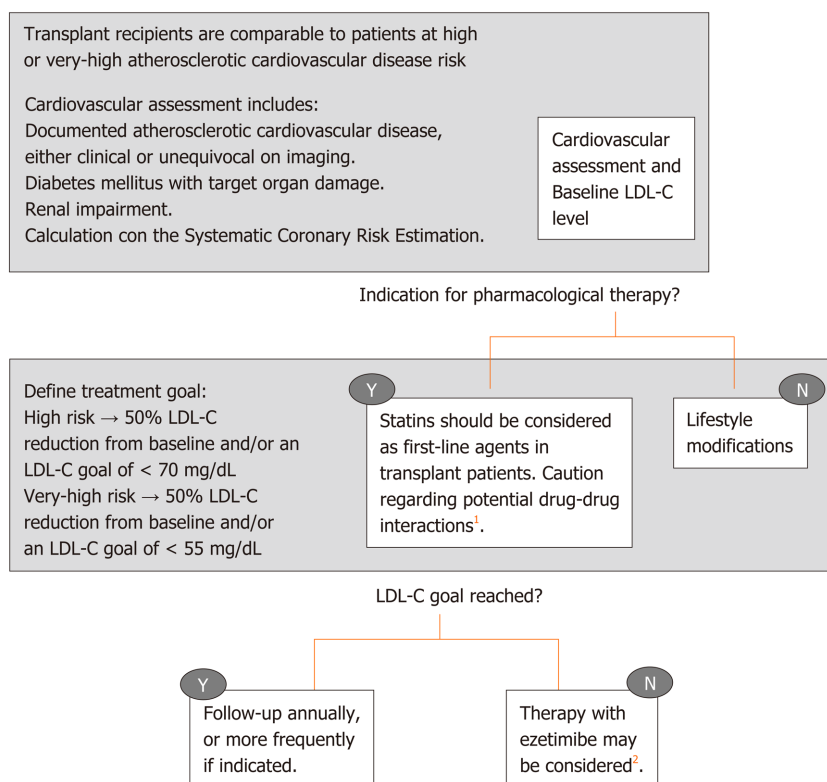 Transplant recipients are comparable to patients at high
or very-high atherosclerotic cardiovascular disease risk
Cardiovascular assessment includes:
Documented atherosclerotic cardiovascular disease,
either clinical or unequivocal on imaging.
Diabetes mellitus with target organ damage.
Renal impairment.
Calculation con the Systematic Coronary Risk Estimation.
Cardiovascular
assessment and
Baseline LDL-C
level
Indication for pharmacological therapy?
Define treatment goal:
High risk → 50% LDL-C
reduction from baseline and/or an
LDL-C goal of < 70 mg/dL
Very-high risk → 50% LDL-C
reduction from baseline and/or
an LDL-C goal of < 55 mg/dL
Y
Statins should be considered
as first-line agents in
transplant patients. Caution
regarding potential drug-drug
interactions¹.
N
Lifestyle
modifications
LDL-C goal reached?
Y
Follow-up annually,
or more frequently
if indicated.
N
Therapy with
ezetimibe may
be considered².